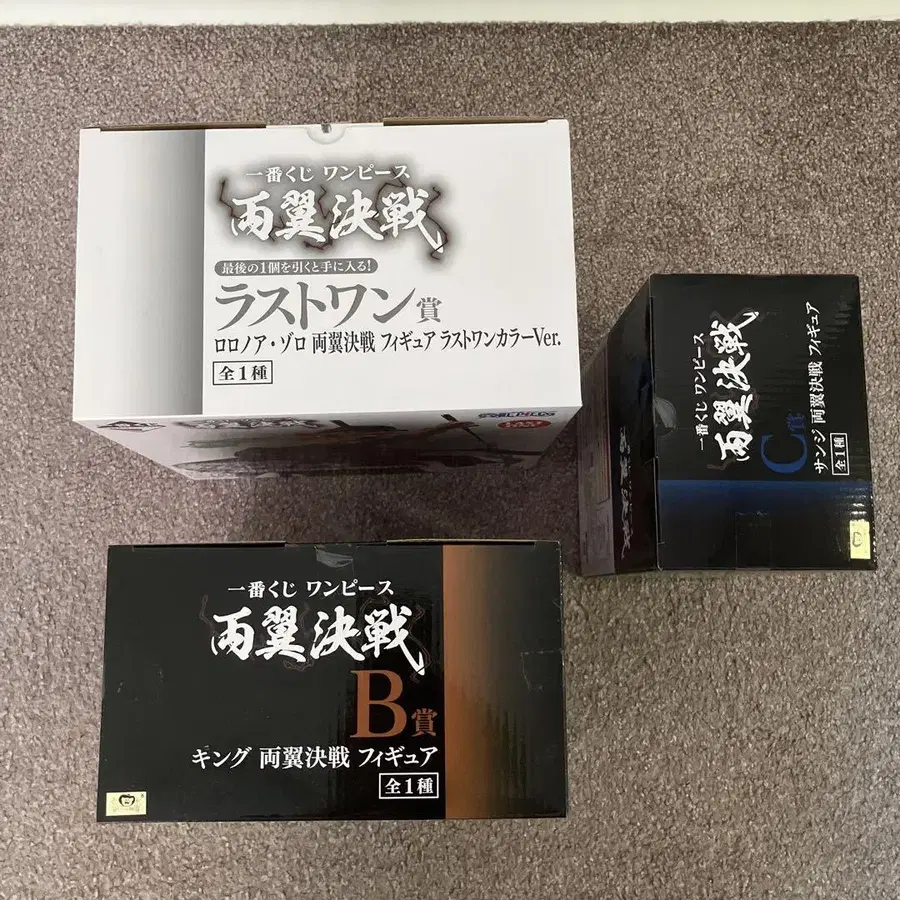 一番くじ ワンピース
両翼決戦
最後の1個を引くと手に入る!
ラストワン賞
ロロノア・ゾロ 両翼決戦 フィギュア ラストワンカラーVer.
全1種
両翼決戦
一番くじ ワンピース
両翼決戦
C賞
サンジ 両翼決戦 フィギュア
全1種
一番くじ ワンピース
両翼決戦
B賞
キング 両翼決戦 フィギュア
全1種